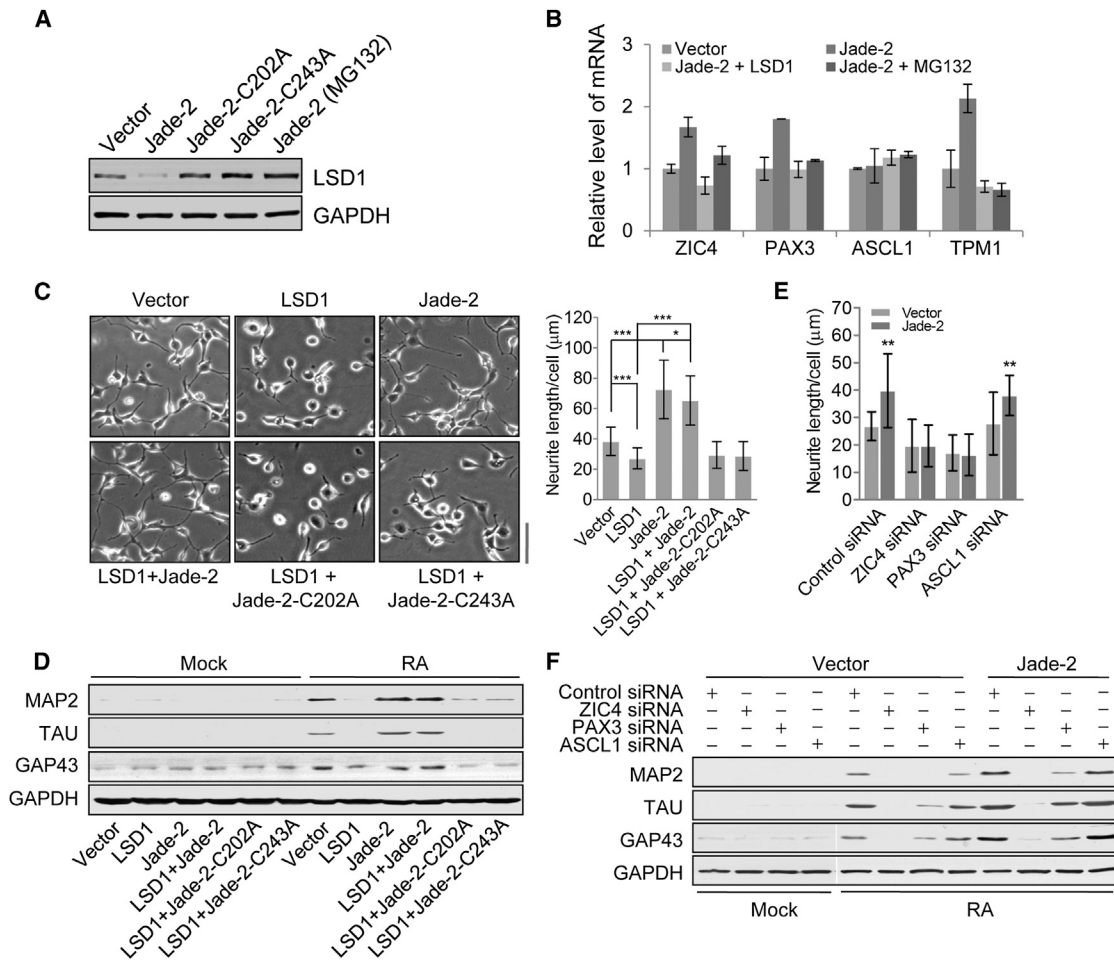 A
Vector
Jade-2
Jade-2-C202A
Jade-2-C243A
Jade-2 (MG132)
LSD1
GAPDH
B
Relative level of mRNA
3
2
1
0
Vector
Jade-2
Jade-2 + LSD1
Jade-2 + MG132
ZIC4 PAX3 ASCL1 TPM1
C
Vector LSD1 Jade-2
LSD1+Jade-2
LSD1 +
Jade-2-C202A
LSD1 +
Jade-2-C243A
Neurite length/cell (μm)
120
100
80
60
40
20
0
*** *
***
***
Vector
LSD1
Jade-2
LSD1 + Jade-2
LSD1 + Jade-2-C202A
LSD1 + Jade-2-C243A
E
Neurite length/cell (μm)
70
60
50
40
30
20
10
0
Vector
Jade-2
** **
Control siRNA
ZIC4 siRNA
PAX3 siRNA
ASCL1 siRNA
D
Mock RA
MAP2
TAU
GAP43
GAPDH
Vector
LSD1
Jade-2
LSD1+Jade-2
LSD1+Jade-2-C202A
LSD1+Jade-2-C243A
Vector
LSD1
Jade-2
LSD1+Jade-2
LSD1+Jade-2-C202A
LSD1+Jade-2-C243A
F
Vector Jade-2
Control siRNA + – – – + – – – + – – –
ZIC4 siRNA – + – – – + – – – + – –
PAX3 siRNA – – + – – – + – – – + –
ASCL1 siRNA – – – + – – – + – – – +
MAP2
TAU
GAP43
GAPDH
Mock RA